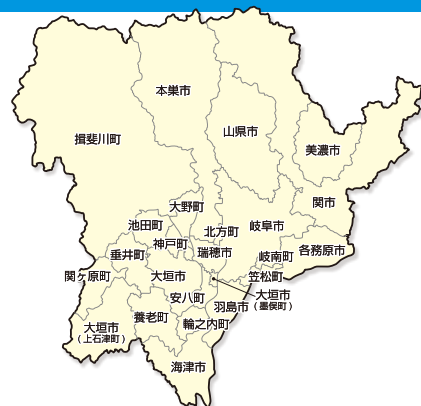 本巣市
山県市
揖斐川町
美濃市
関市
大野町
池田町
北方町
岐阜市
神戸町
垂井町
瑞穂市
岐南町
各務原市
関ヶ原町
大垣市
笠松町
安八町
羽島市
大垣市
(墨俣町)
養老町
輪之内町
大垣市
(上石津町)
海津市